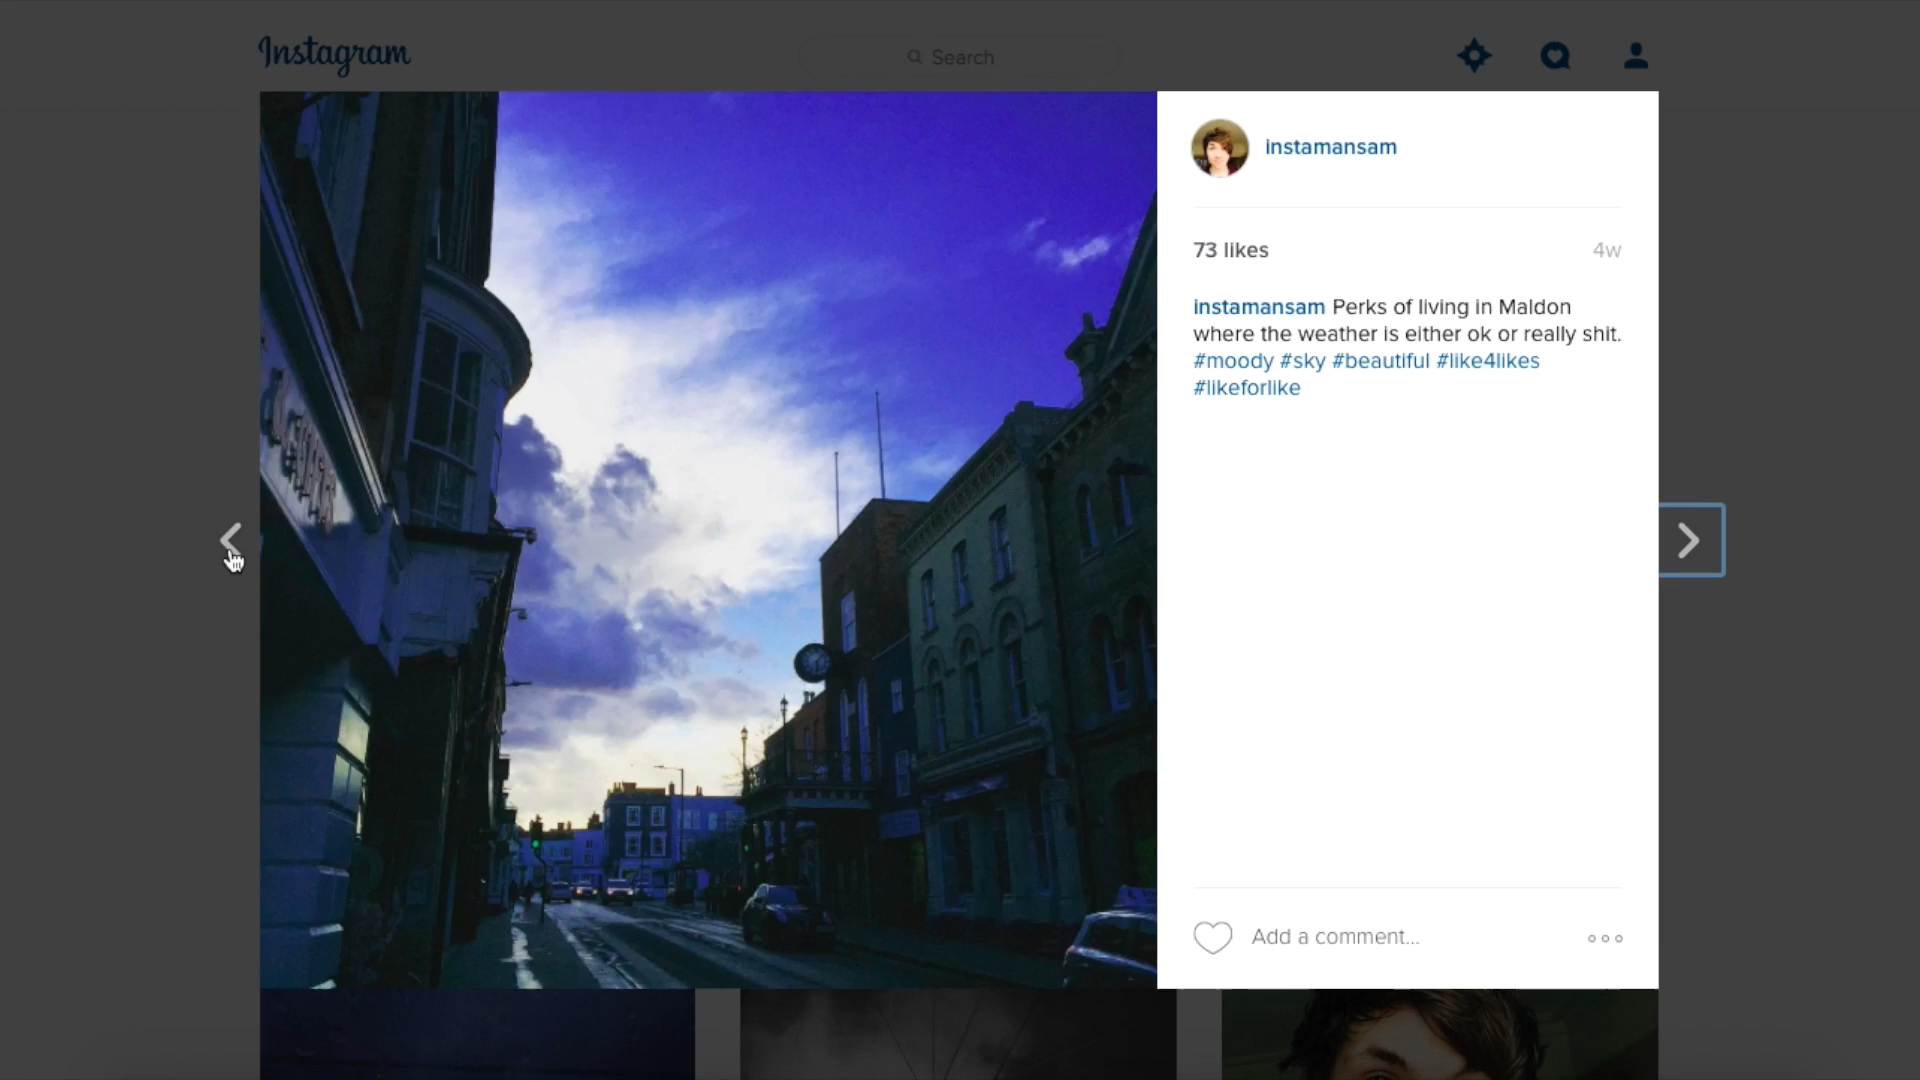 Instagram
Search
instamansam
73 likes
4w
instamansam Perks of living in Maldon
where the weather is either ok or really shit.
#moody #sky #beautiful #like4likes
#likeforlike
Add a comment...